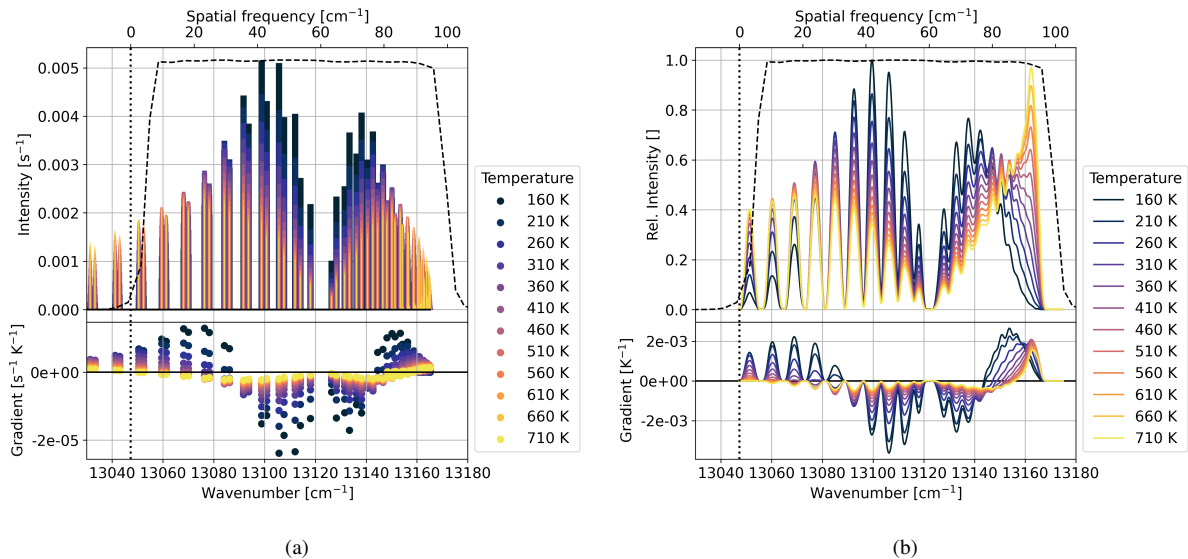 Spatial frequency [cm⁻¹]
0 20 40 60 80 100
Intensity [s⁻¹]
0.005
0.004
0.003
0.002
0.001
0.000
Gradient [s⁻¹ K⁻¹]
0e+00
-2e-05
13040 13060 13080 13100 13120 13140 13160 13180
Wavenumber [cm⁻¹]
Temperature
160 K
210 K
260 K
310 K
360 K
410 K
460 K
510 K
560 K
610 K
660 K
710 K
(a)
Spatial frequency [cm⁻¹]
0 20 40 60 80 100
Rel. Intensity []
1.0
0.8
0.6
0.4
0.2
0.0
Gradient [K⁻¹]
2e-03
0e+00
-2e-03
13040 13060 13080 13100 13120 13140 13160 13180
Wavenumber [cm⁻¹]
Temperature
160 K
210 K
260 K
310 K
360 K
410 K
460 K
510 K
560 K
610 K
660 K
710 K
(b)